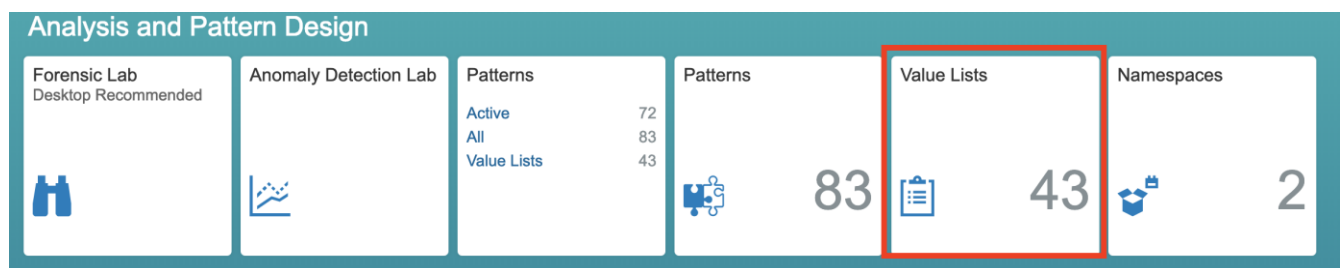 Analysis and Pattern Design
Forensic Lab
Desktop Recommended
Anomaly Detection Lab
Patterns
Active 72
All 83
Value Lists 43
Patterns
83
Value Lists
43
Namespaces
2